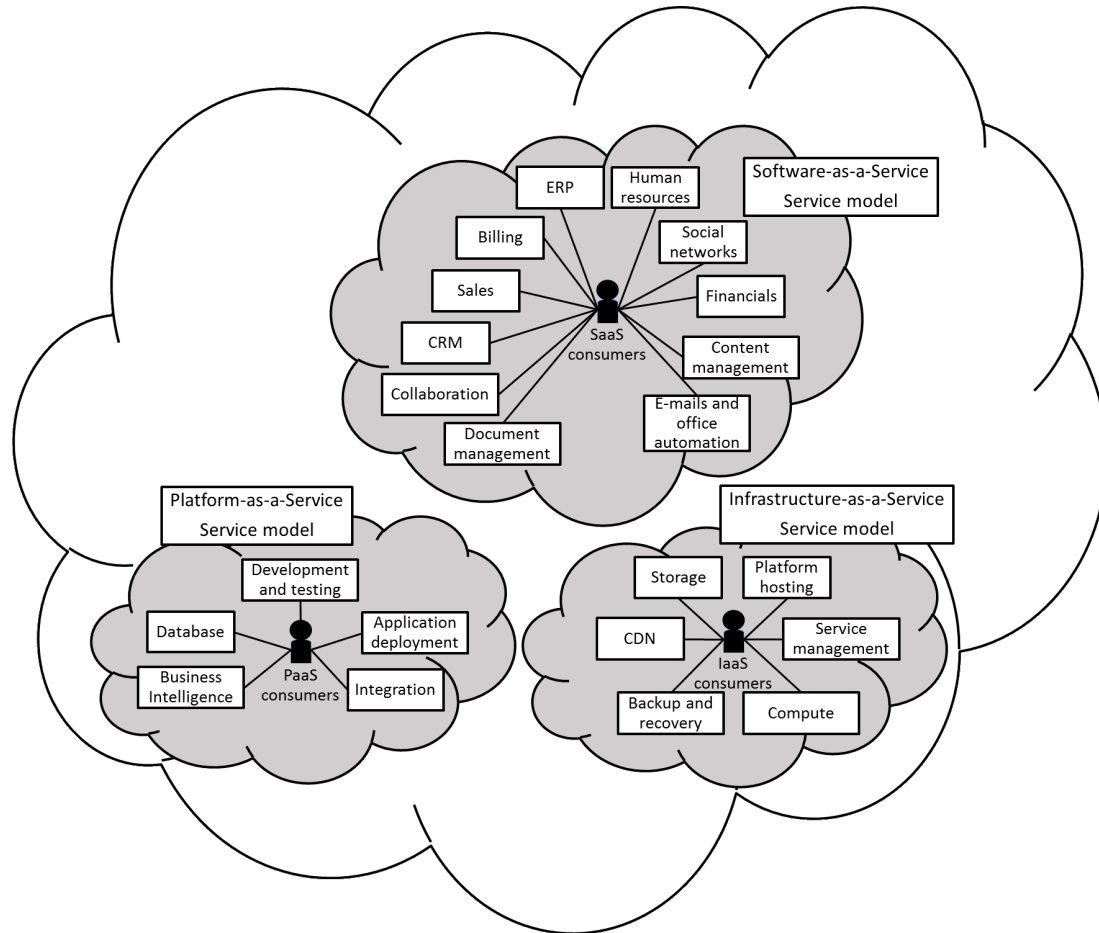 Software-as-a-Service
Service model
ERP
Human
resources
Billing
Social
networks
Sales
Financials
CRM
SaaS
consumers
Content
management
Collaboration
E-mails and
office
automation
Document
management
Platform-as-a-Service
Service model
Development
and testing
Database
Application
deployment
PaaS
consumers
Business
Intelligence
Integration
Infrastructure-as-a-Service
Service model
Storage
Platform
hosting
CDN
Service
management
IaaS
consumers
Backup and
recovery
Compute